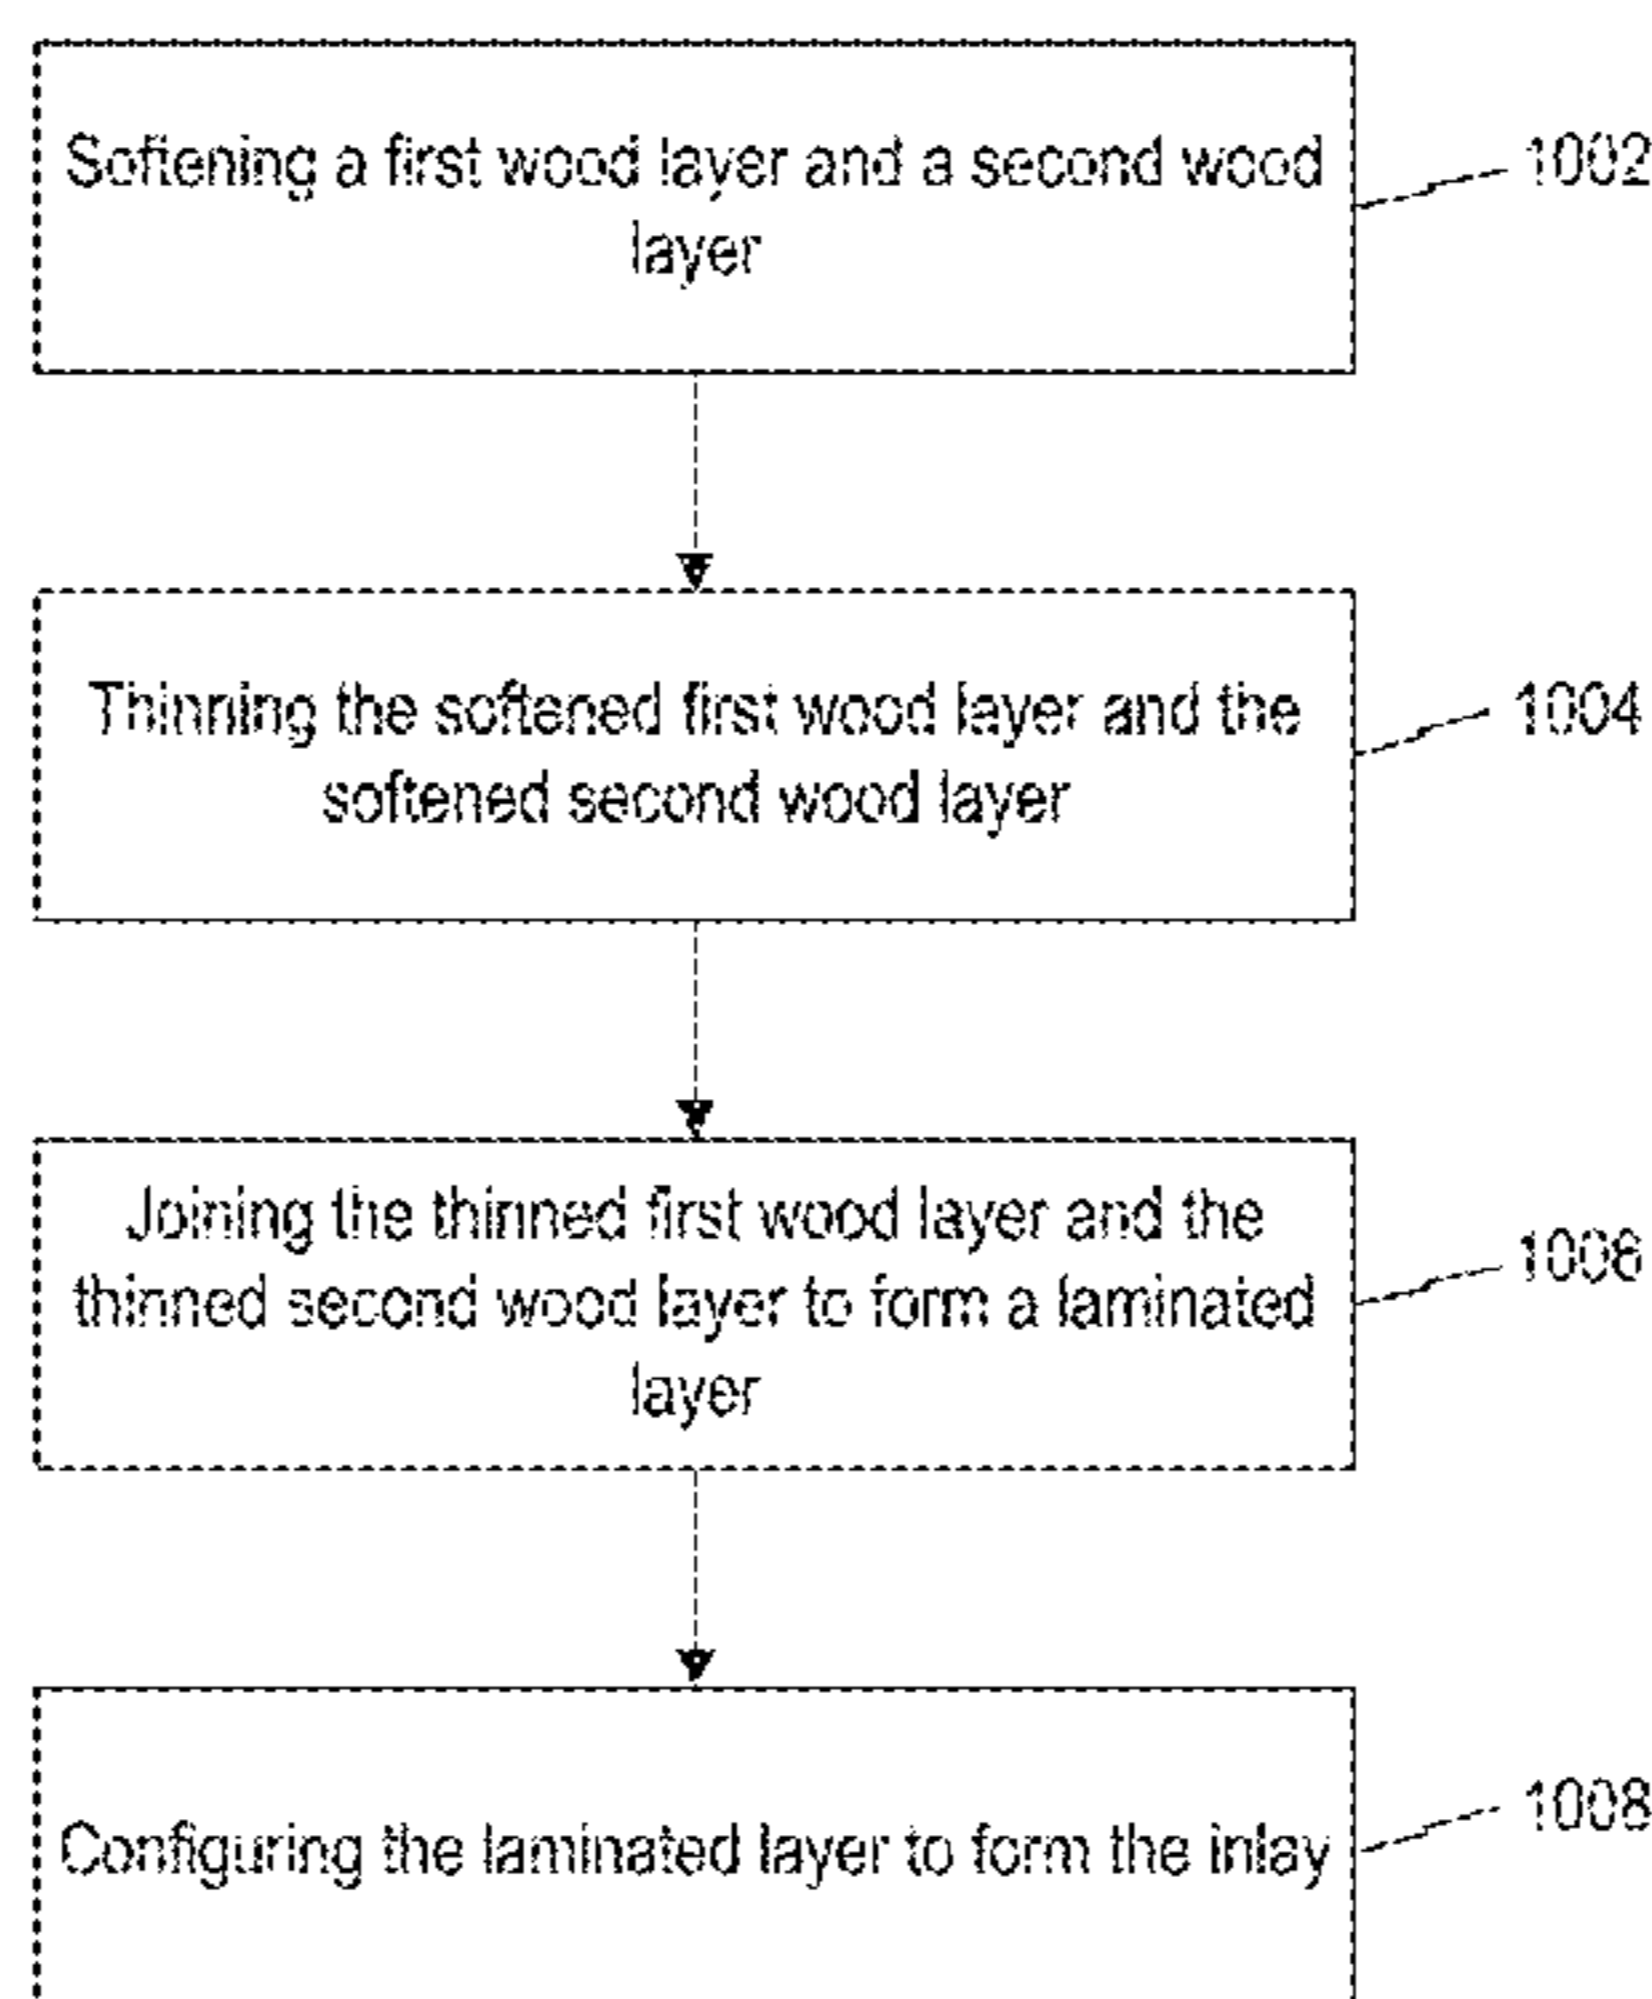 Softening a first wood layer and a second wood
layer
1002
Thinning the softened first wood layer and the
softened second wood layer
1004
Joining the thinned first wood layer and the
thinned second wood layer to form a laminated
layer
1006
Configuring the laminated layer to form the inlay
1008